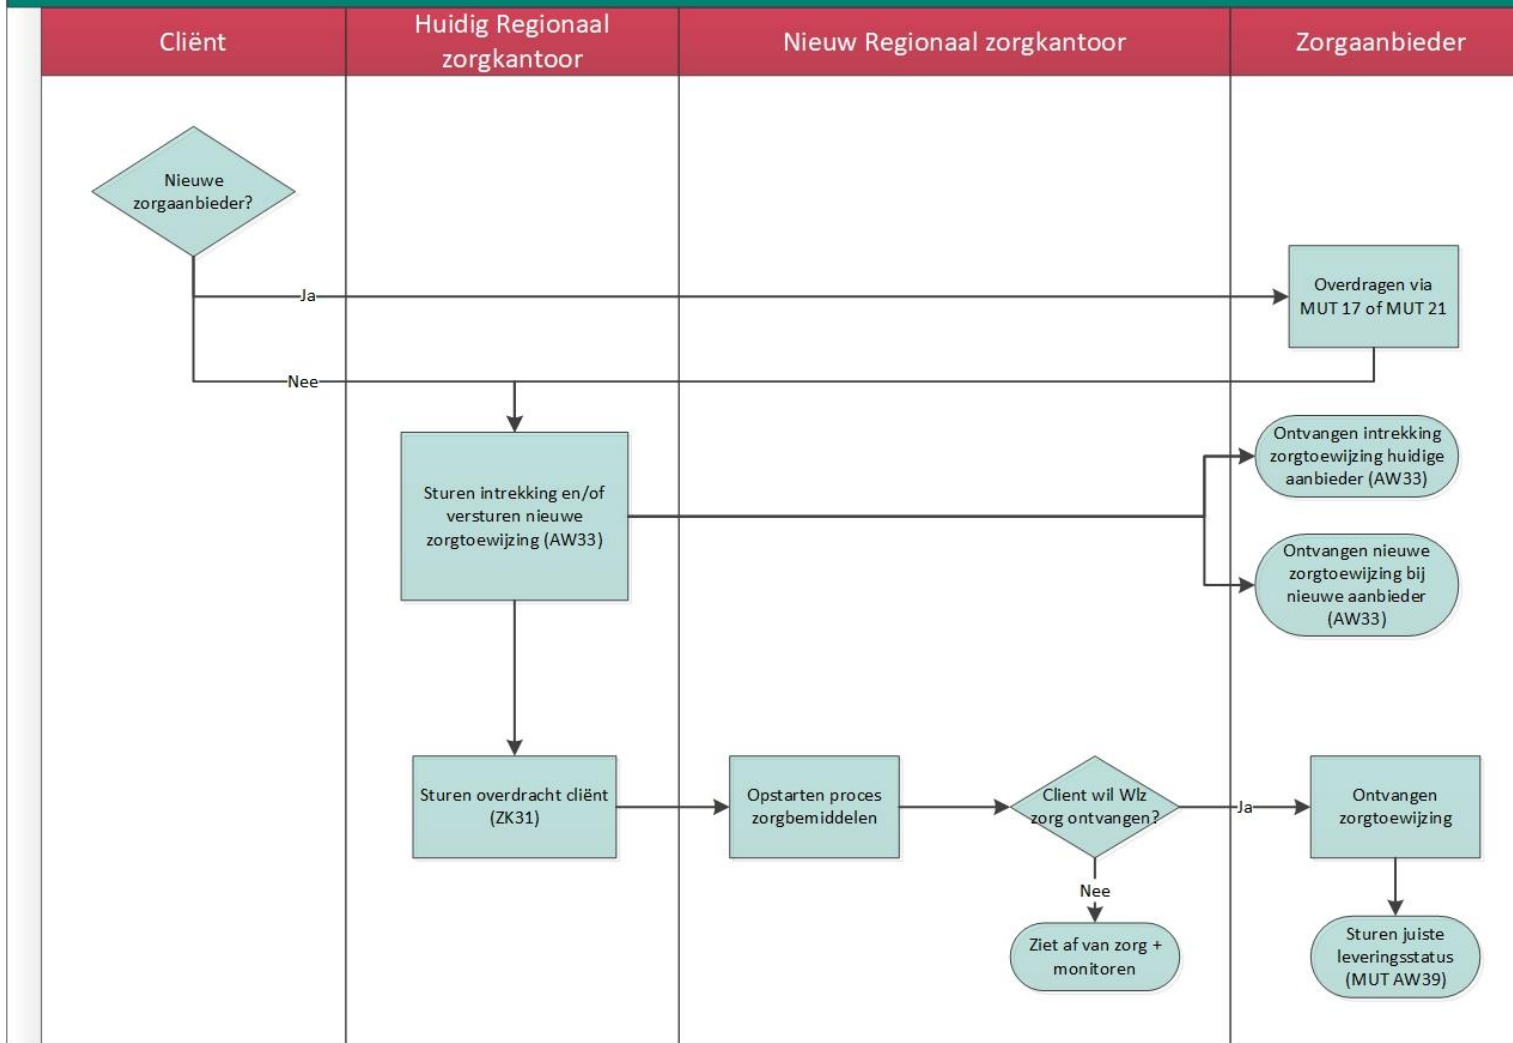 Cliënt
Huidig Regionaal
zorgkantoor
Nieuw Regionaal zorgkantoor
Zorgaanbieder
Nieuwe
zorgaanbieder?
Ja
Overdragen via
MUT 17 of MUT 21
Nee
Sturen intrekking en/of
versturen nieuwe
zorgtoewijzing (AW33)
Ontvangen intrekking
zorgtoewijzing huidige
aanbieder (AW33)
Ontvangen nieuwe
zorgtoewijzing bij
nieuwe aanbieder
(AW33)
Sturen overdracht cliënt
(ZK31)
Opstarten proces
zorgbemiddelen
Client wil Wlz
zorg ontvangen?
Ja
Ontvangen
zorgtoewijzing
Nee
Ziet af van zorg +
monitoren
Sturen juiste
leveringsstatus
(MUT AW39)